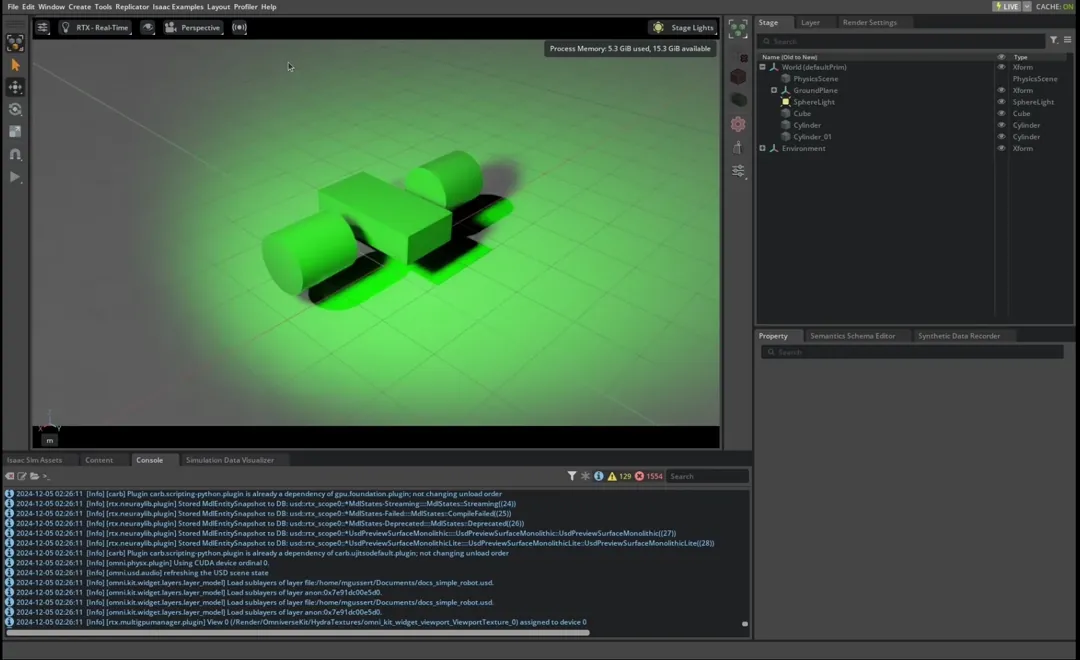 File Edit Window Create Tools Replicator Isaac Examples Layout Profiler Help
LIVE CACHE: ON
RTX - Real-Time Perspective Stage Lights
Process Memory: 5.3 GiB used, 15.3 GiB available
m
Stage Layer Render Settings
Search
Name (Old to New) Type
World (defaultPrim) Xform
PhysicsScene PhysicsScene
GroundPlane Xform
SphereLight SphereLight
Cube Cube
Cylinder Cylinder
Cylinder_01 Cylinder
Environment Xform
Property Semantics Schema Editor Synthetic Data Recorder
Search
Isaac Sim Assets Content Console Simulation Data Visualizer
129 1554 Search
2024-12-05 02:26:11 [Info] [carb] Plugin carb.scripting-python.plugin is already a dependency of gpu.foundation.plugin; not changing unload order
2024-12-05 02:26:11 [Info] [rtx.neuraylib.plugin] Stored MdlEntitySnapshot to DB: usd::rtx_scope0::*MdlStates-Streaming:::MdlStates::Streaming((24))
2024-12-05 02:26:11 [Info] [rtx.neuraylib.plugin] Stored MdlEntitySnapshot to DB: usd::rtx_scope0::*MdlStates-Failed:::MdlStates::CompileFailed((25))
2024-12-05 02:26:11 [Info] [rtx.neuraylib.plugin] Stored MdlEntitySnapshot to DB: usd::rtx_scope0::*MdlStates-Deprecated:::MdlStates::Deprecated((26))
2024-12-05 02:26:11 [Info] [rtx.neuraylib.plugin] Stored MdlEntitySnapshot to DB: usd::rtx_scope0::*UsdPreviewSurfaceMonolithic:::UsdPreviewSurfaceMonolithic::UsdPreviewSurfaceMonolithic((27))
2024-12-05 02:26:11 [Info] [rtx.neuraylib.plugin] Stored MdlEntitySnapshot to DB: usd::rtx_scope0::*UsdPreviewSurfaceMonolithicLite:::UsdPreviewSurfaceMonolithicLite::UsdPreviewSurfaceMonolithicLite((28))
2024-12-05 02:26:11 [Info] [carb] Plugin carb.scripting-python.plugin is already a dependency of carb.ujitsodefault.plugin; not changing unload order
2024-12-05 02:26:11 [Info] [omni.physx.plugin] Using CUDA device ordinal 0.
2024-12-05 02:26:11 [Info] [omni.usd.audio] refreshing the USD scene state
2024-12-05 02:26:11 [Info] [omni.kit.widget.layers.layer_model] Load sublayers of layer file:/home/mgussert/Documents/docs_simple_robot.usd.
2024-12-05 02:26:11 [Info] [omni.kit.widget.layers.layer_model] Load sublayers of layer anon:0x7e91dc00e5d0.
2024-12-05 02:26:11 [Info] [omni.kit.widget.layers.layer_model] Load sublayers of layer file:/home/mgussert/Documents/docs_simple_robot.usd.
2024-12-05 02:26:11 [Info] [omni.kit.widget.layers.layer_model] Load sublayers of layer anon:0x7e91dc00e5d0.
2024-12-05 02:26:11 [Info] [rtx.multigpumanager.plugin] View 0 (/Render/OmniverseKit/HydraTextures/omni_kit_widget_viewport_ViewportTexture_0) assigned to device 0